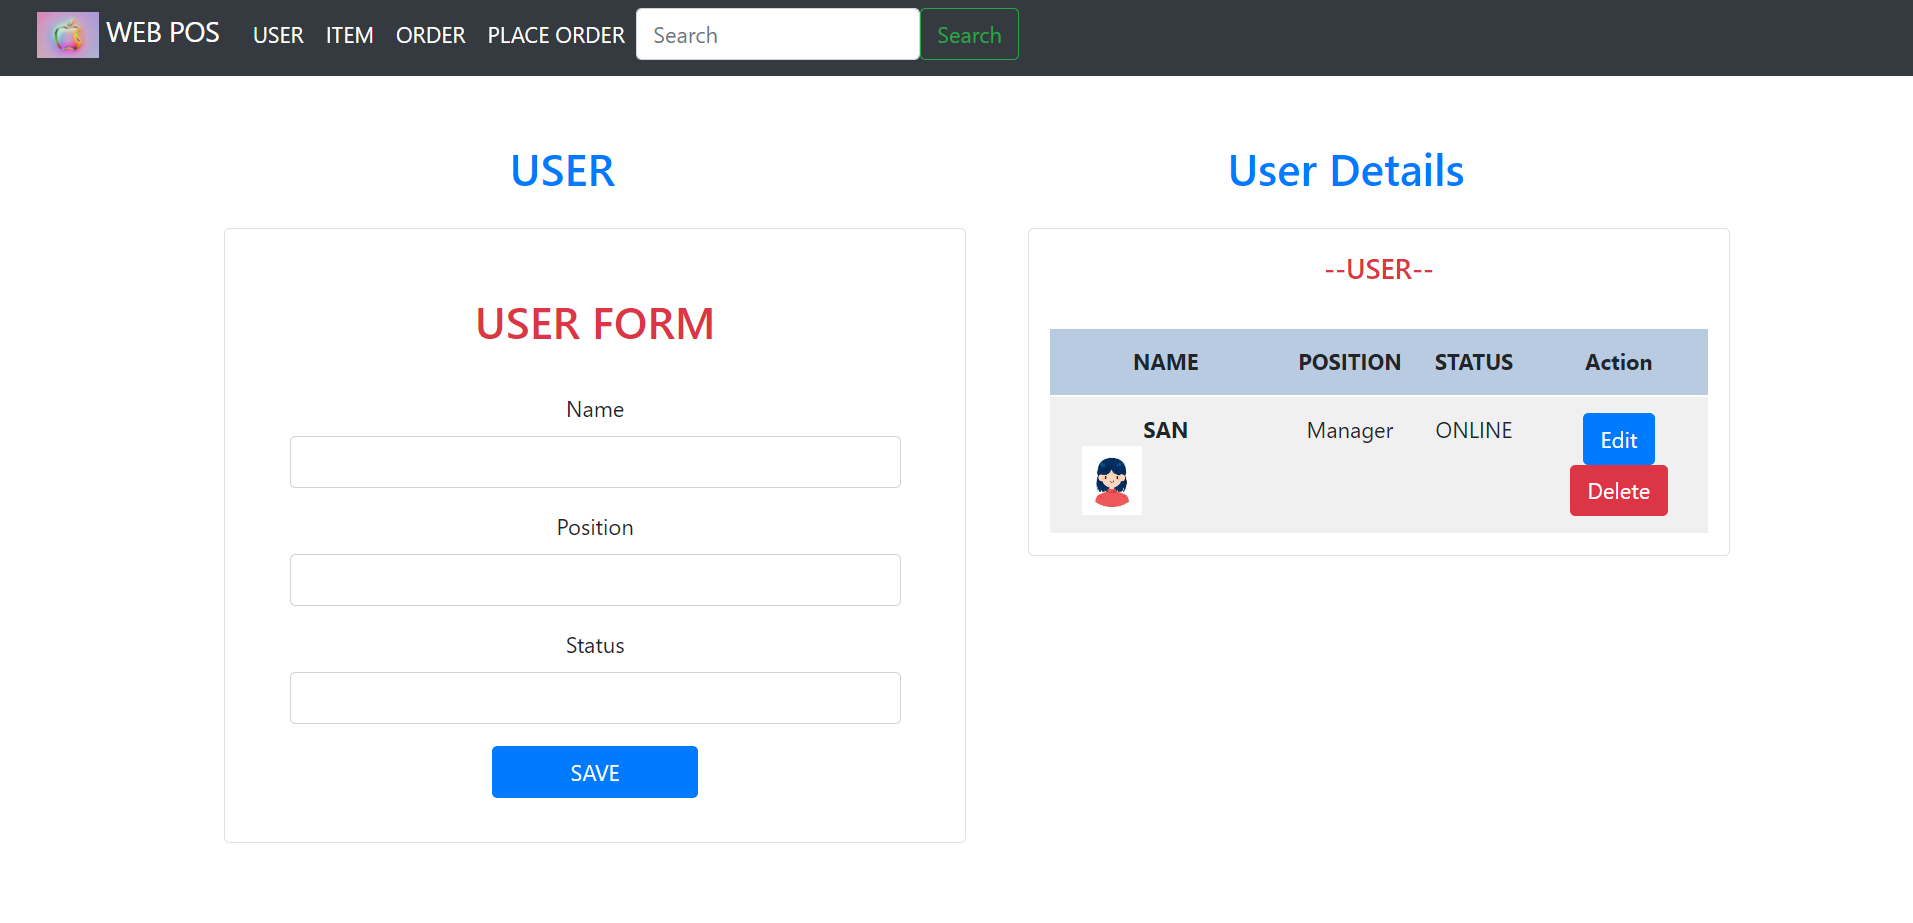 WEB POS USER ITEM ORDER PLACE ORDER Search Search
USER
USER FORM
Name
Position
Status
SAVE
User Details
--USER--
NAME POSITION STATUS Action
SAN Manager ONLINE Edit
Delete